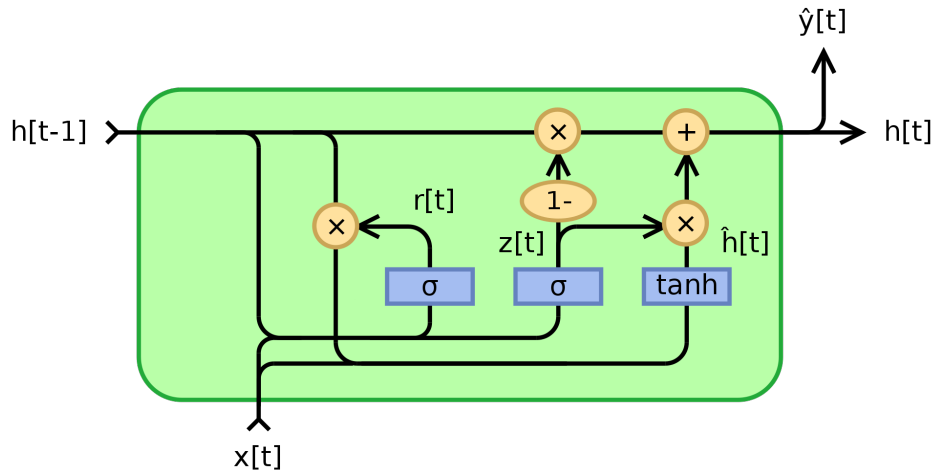 ŷ[t]
h[t-1]
×
+
h[t]
r[t]
1-
×
z[t]
×
ĥ[t]
σ
σ
tanh
x[t]